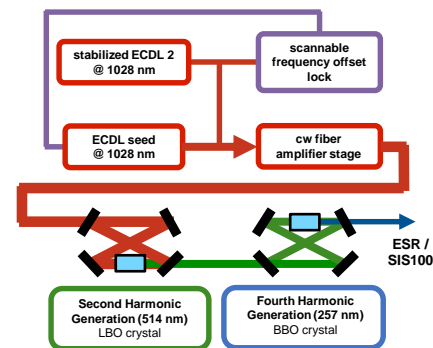 stabilized ECDL 2
@ 1028 nm
scannable
frequency offset
lock
ECDL seed
@ 1028 nm
cw fiber
amplifier stage
ESR /
SIS100
Second Harmonic
Generation (514 nm)
LBO crystal
Fourth Harmonic
Generation (257 nm)
BBO crystal